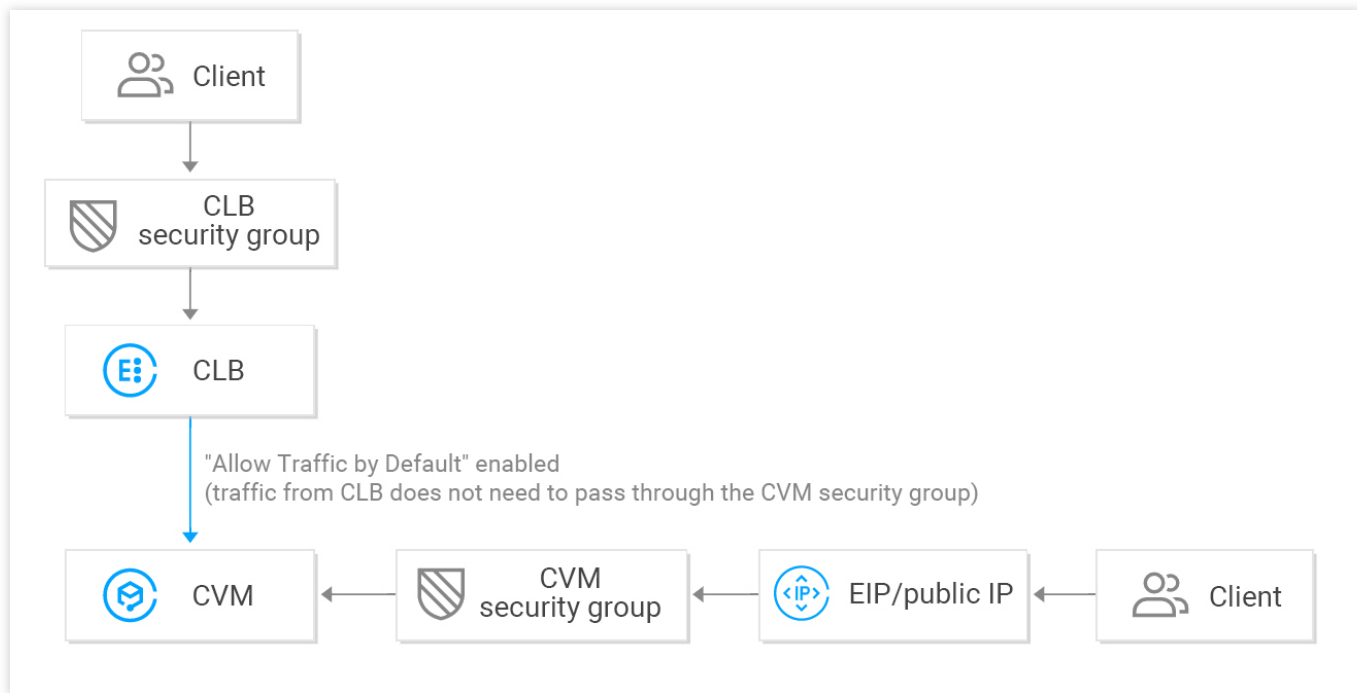 Client
CLB
security group
CLB
"Allow Traffic by Default" enabled
(traffic from CLB does not need to pass through the CVM security group)
CVM
CVM
security group
<IP>
EIP/public IP
Client